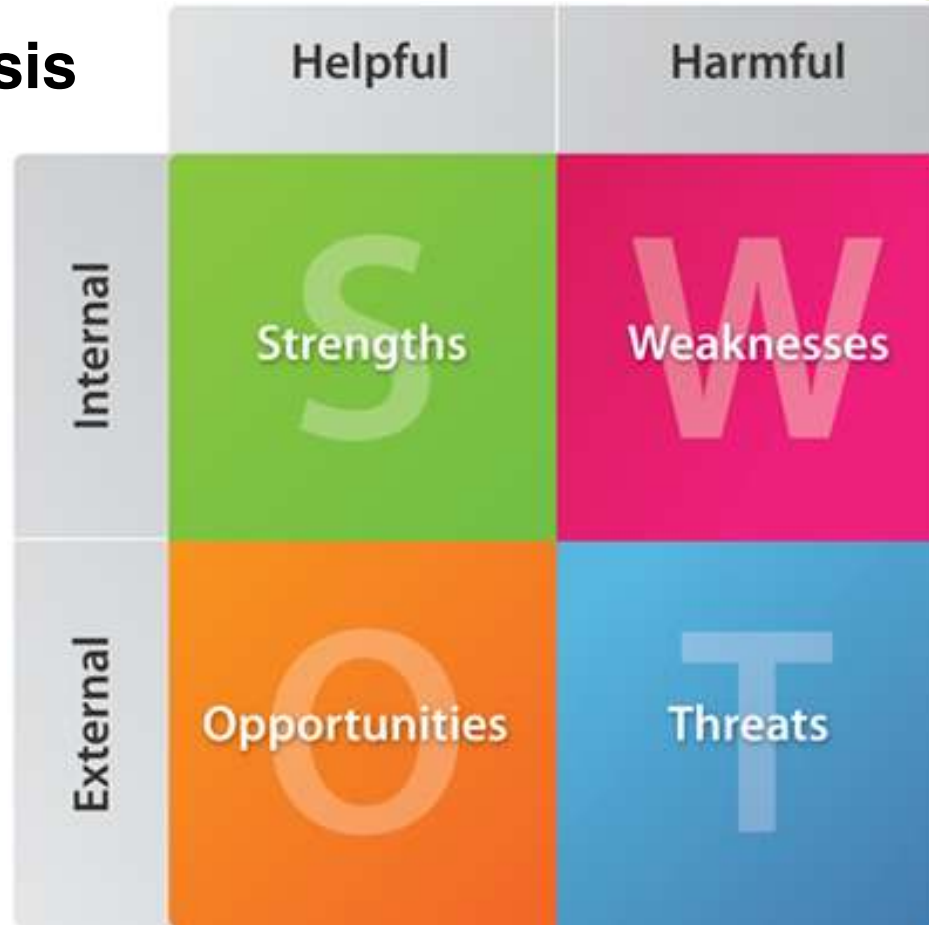 sis
Helpful
Harmful
Internal
S
Strengths
W
Weaknesses
External
O
Opportunities
T
Threats